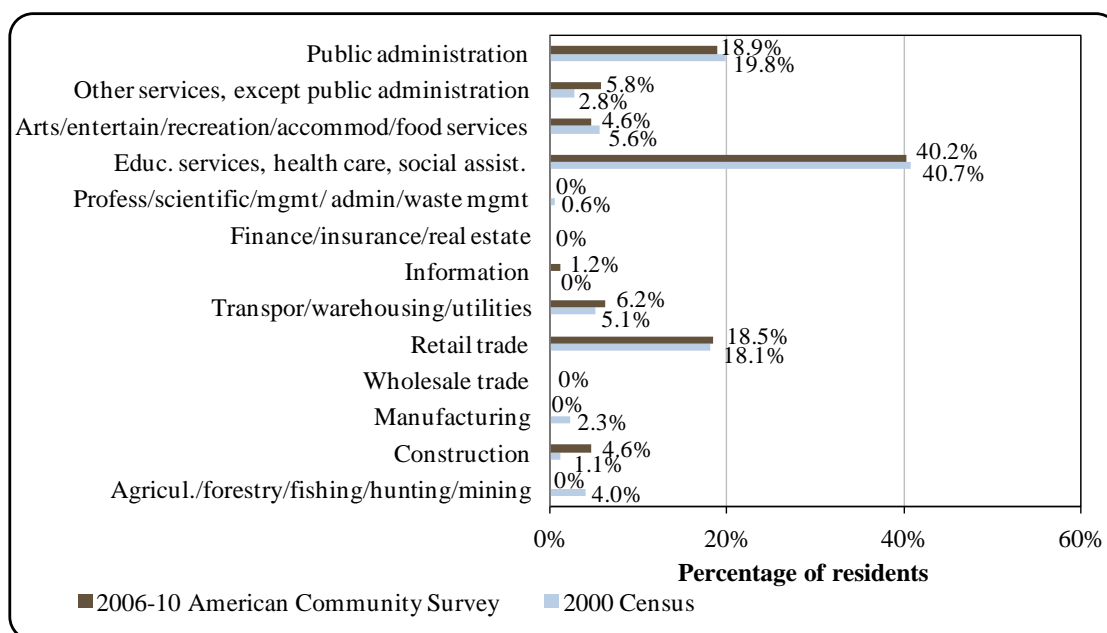 Public administration 18.9%
19.8%
Other services, except public administration 5.8%
2.8%
Arts/entertain/recreation/accommod/food services 4.6%
5.6%
Educ. services, health care, social assist. 40.2%
40.7%
Profess/scientific/mgmt/ admin/waste mgmt 0%
0.6%
Finance/insurance/real estate 0%
Information 1.2%
0%
Transpor/warehousing/utilities 6.2%
5.1%
Retail trade 18.5%
18.1%
Wholesale trade 0%
Manufacturing 0%
2.3%
Construction 4.6%
1.1%
Agricul./forestry/fishing/hunting/mining 0%
4.0%
0% 20% 40% 60%
Percentage of residents
2006-10 American Community Survey 2000 Census